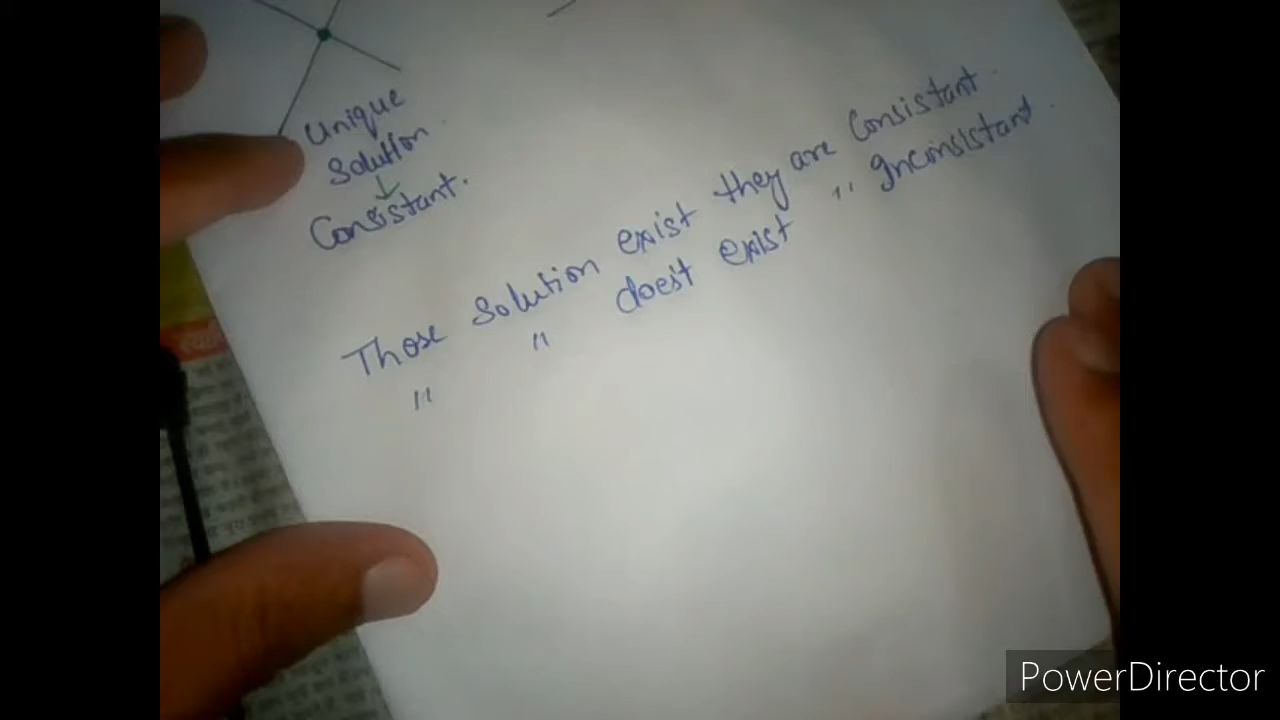 Unique
Solution
Consistant.
Those Solution exist they are Consistant.
" " doest exist " Inconsistant.
PowerDirector